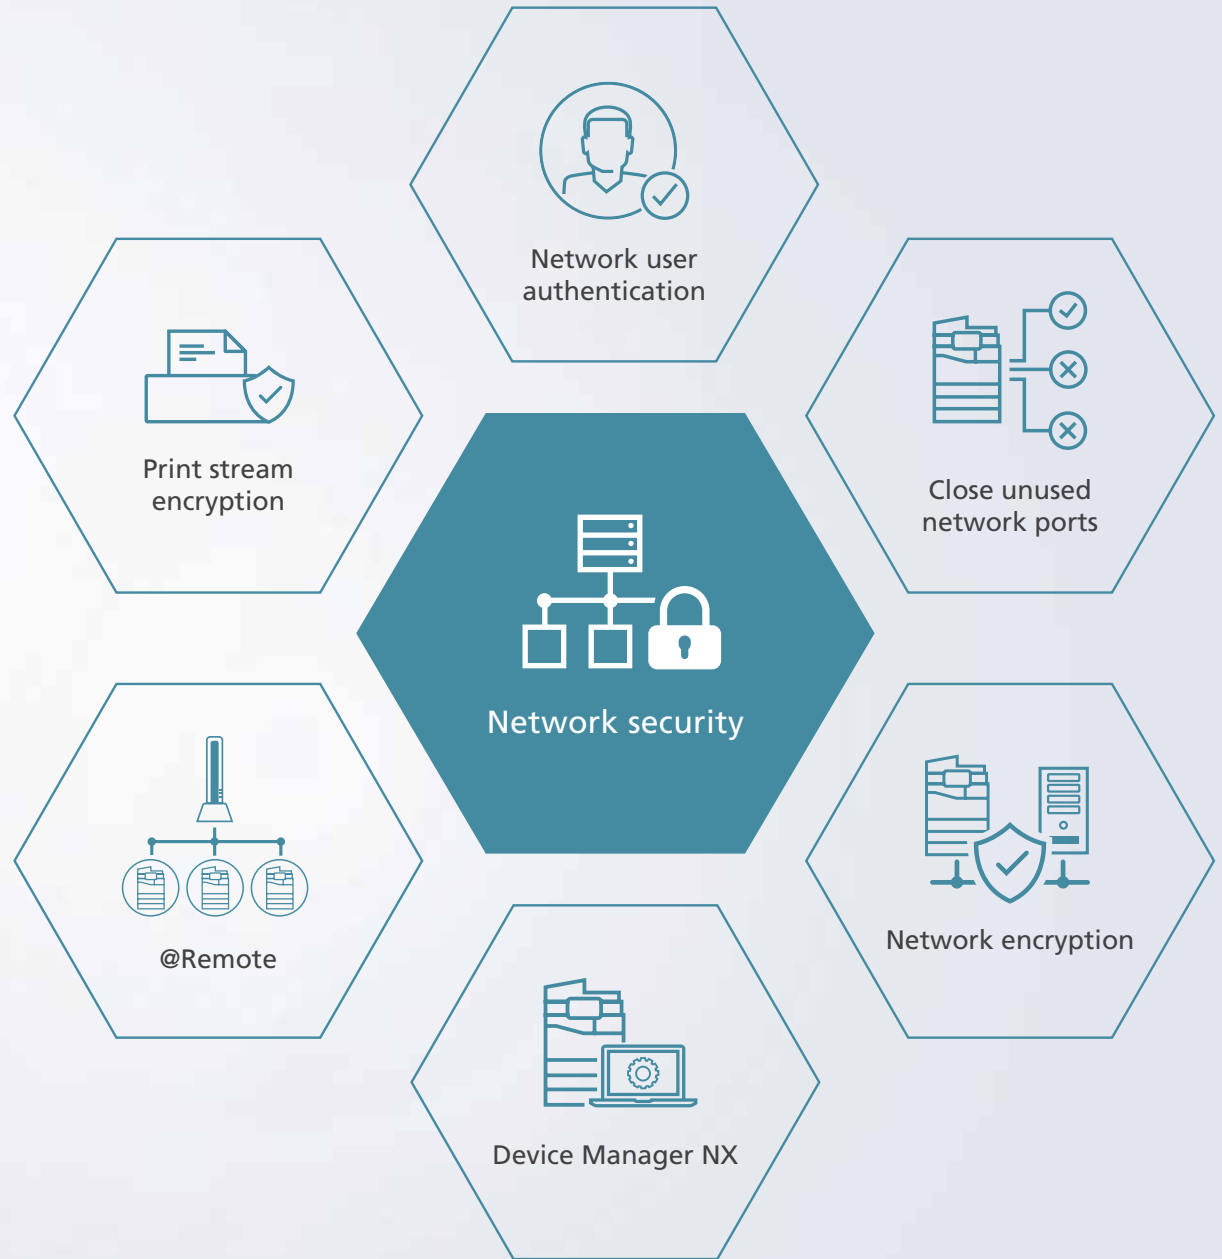 Network user
authentication
Print stream
encryption
Close unused
network ports
Network security
@Remote
Network encryption
Device Manager NX